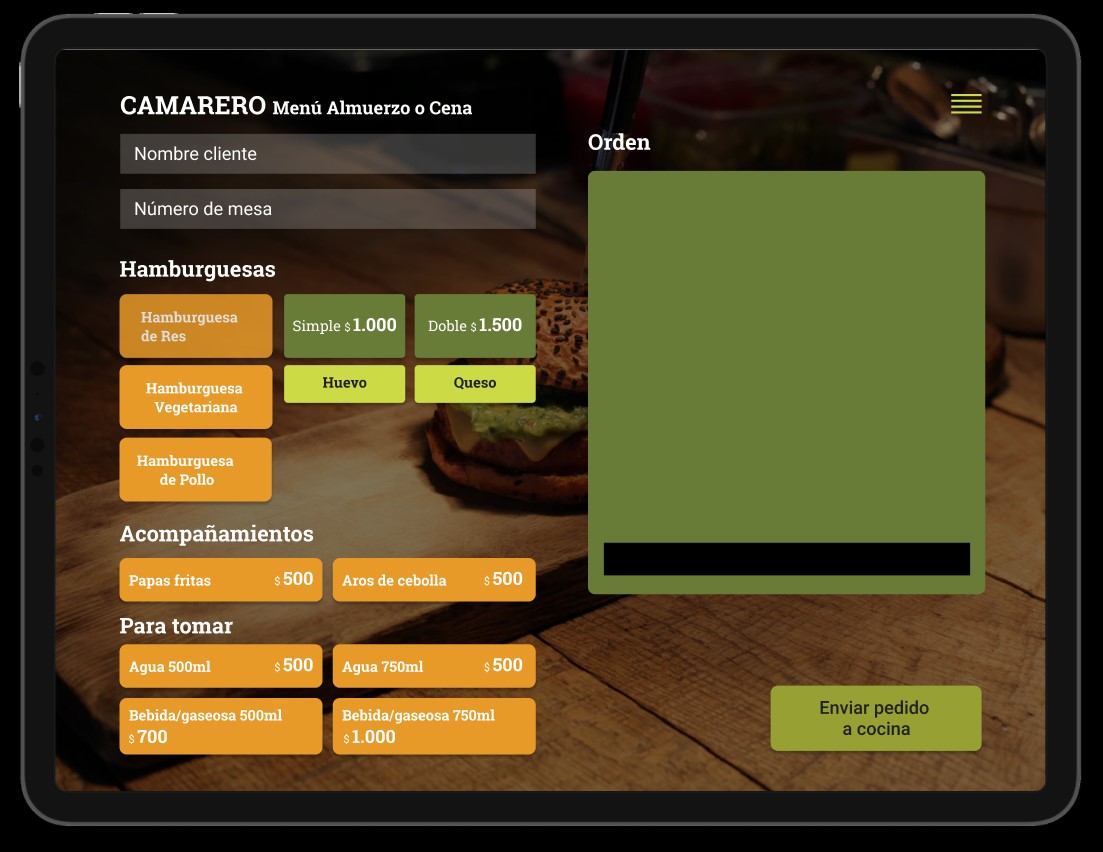 CAMARERO Menú Almuerzo o Cena
Nombre cliente
Número de mesa
Hamburguesas
Hamburguesa
de Res
Simple $ 1.000
Doble $ 1.500
Hamburguesa
Vegetariana
Huevo
Queso
Hamburguesa
de Pollo
Acompañamientos
Papas fritas $ 500
Aros de cebolla $ 500
Para tomar
Agua 500ml $ 500
Agua 750ml $ 500
Bebida/gaseosa 500ml
$ 700
Bebida/gaseosa 750ml
$ 1.000
Orden
Enviar pedido
a cocina